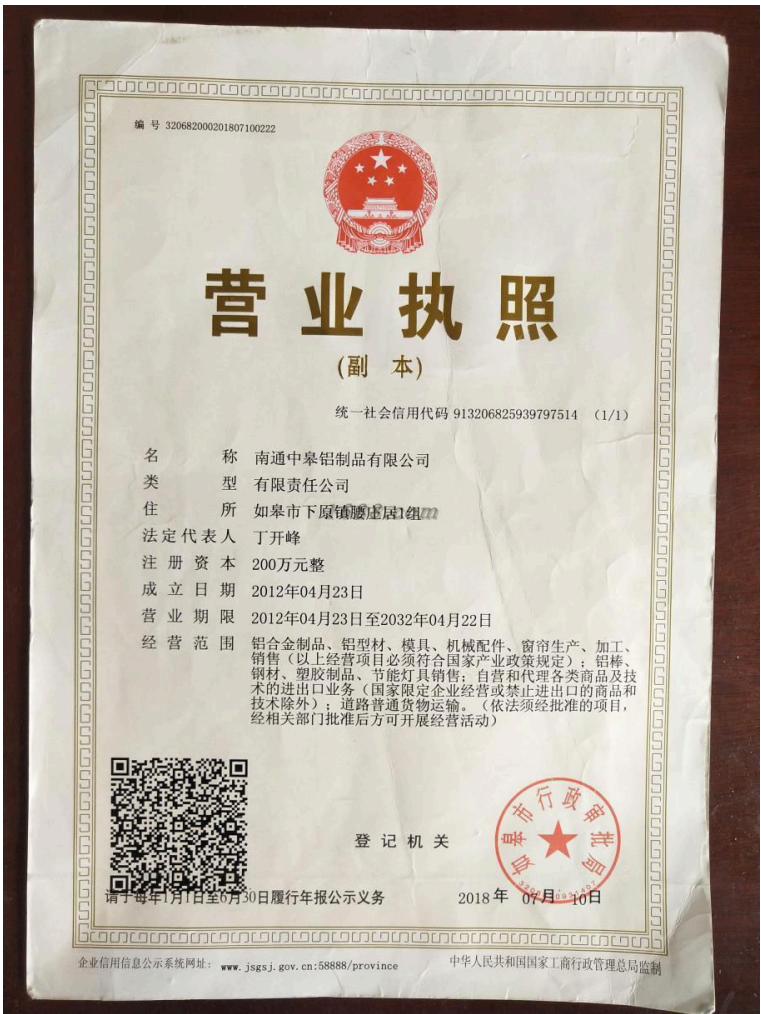 编 号 320682000201807100222
营业执照
(副 本)
统一社会信用代码 913206825939797514 (1/1)
名 称 南通中皋铝制品有限公司
类 型 有限责任公司
住 所 如皋市下原镇腰庄居1组
法定代表人 丁开峰
注册资本 200万元整
成立日期 2012年04月23日
营业期限 2012年04月23日至2032年04月22日
经营范围 铝合金制品、铝型材、模具、机械配件、窗帘生产、加工、
销售(以上经营项目必须符合国家产业政策规定);铝棒、
钢材、塑胶制品、节能灯具销售;自营和代理各类商品及技
术的进出口业务(国家限定企业经营或禁止进出口的商品和
技术除外);道路普通货物运输。(依法须经批准的项目,
经相关部门批准后方可开展经营活动)
登记机关
如皋市行政审批局
请于每年1月1日至6月30日履行年报公示义务
2018年 07月 10日
企业信用信息公示系统网址: www.jsgsj.gov.cn:58888/province
中华人民共和国国家工商行政管理总局监制